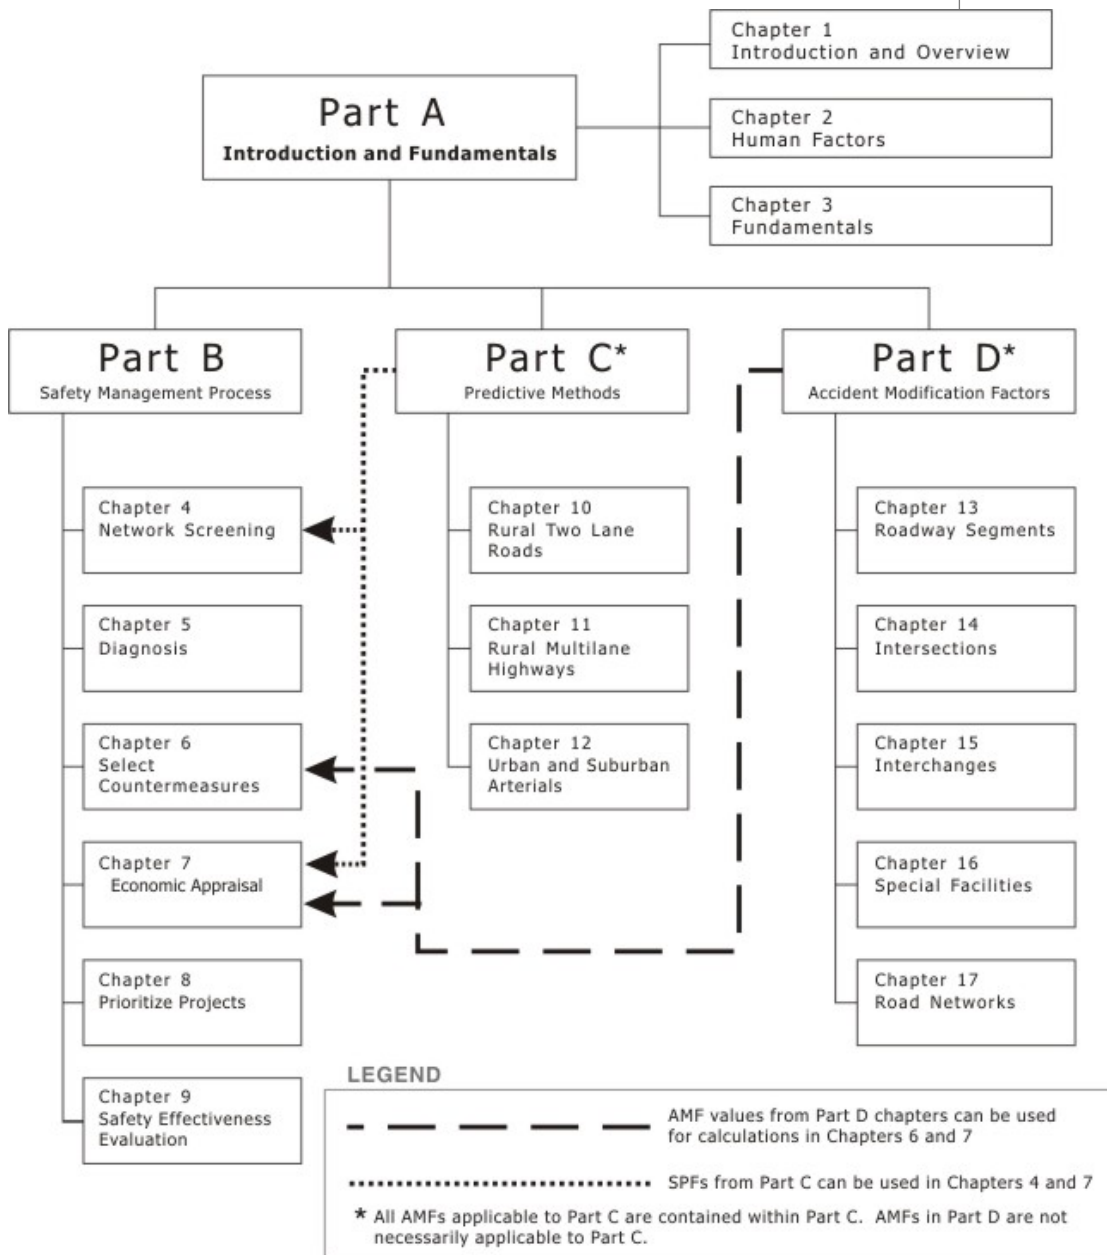 Chapter 1
Introduction and Overview
Part A
Introduction and Fundamentals
Chapter 2
Human Factors
Chapter 3
Fundamentals
Part B
Safety Management Process
Part C*
Predictive Methods
Part D*
Accident Modification Factors
Chapter 4
Network Screening
Chapter 5
Diagnosis
Chapter 6
Select
Countermeasures
Chapter 7
Economic Appraisal
Chapter 8
Prioritize Projects
Chapter 9
Safety Effectiveness
Evaluation
Chapter 10
Rural Two Lane
Roads
Chapter 11
Rural Multilane
Highways
Chapter 12
Urban and Suburban
Arterials
Chapter 13
Roadway Segments
Chapter 14
Intersections
Chapter 15
Interchanges
Chapter 16
Special Facilities
Chapter 17
Road Networks
LEGEND
AMF values from Part D chapters can be used
for calculations in Chapters 6 and 7
SPFs from Part C can be used in Chapters 4 and 7
* All AMFs applicable to Part C are contained within Part C. AMFs in Part D are not
necessarily applicable to Part C.